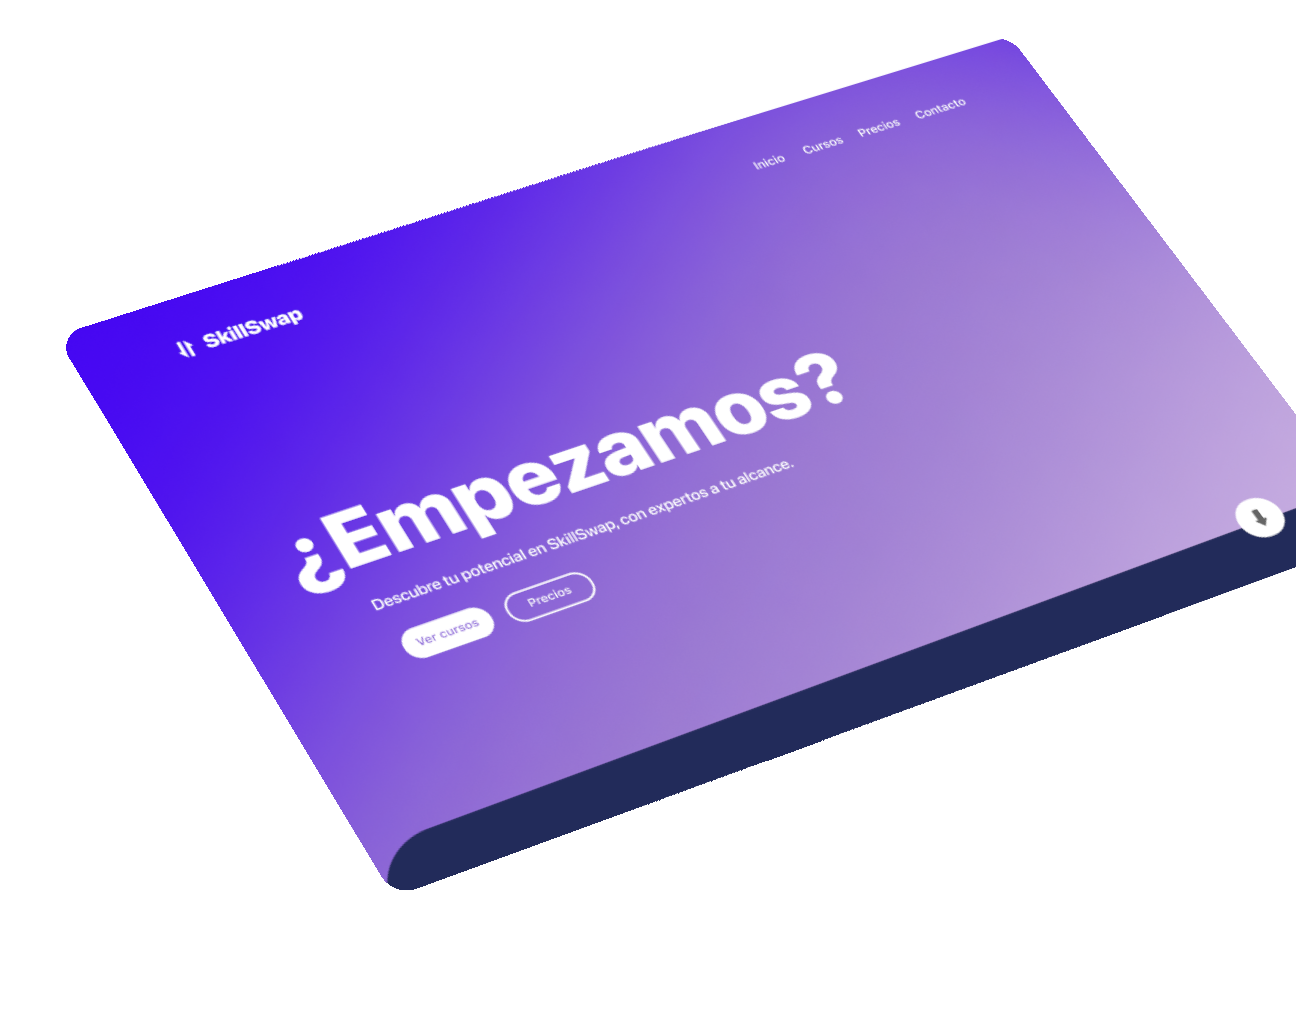 SkillSwap
Inicio Cursos Precios Contacto
¿Empezamos?
Descubre tu potencial en SkillSwap, con expertos a tu alcance.
Ver cursos
Precios